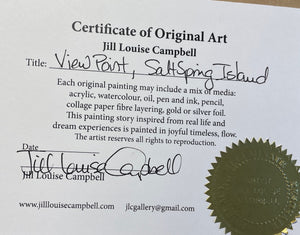 Certificate of Original Art
Jill Louise Campbell
Title: View Point, SaltSpring Island
Each original painting may include a mix of media:
acrylic, watercolour, oil, pen and ink, pencil,
collage paper fibre layering, gold or silver foil.
This painting story inspired from real life and
dream experiences is painted in joyful timeless, flow.
The artist reserves all rights to reproduction.
Date
Jill Louise Campbell
Jill Louise Campbell
www.jilllouisecampbell.com jlcgallery@gmail.com